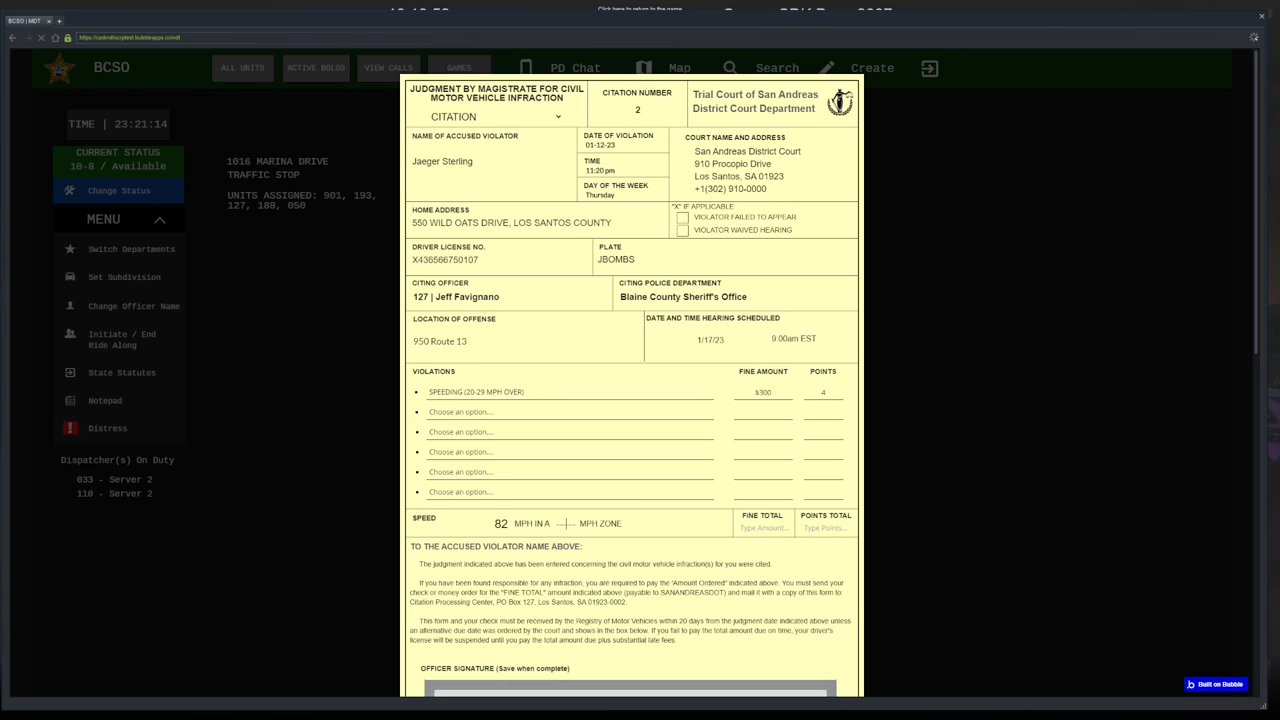 Click here to return to the game
BCSO | MDT
BCSO
ALL UNITS
ACTIVE BOLOS
VIEW CALLS
GAMES
PD Chat
Map
Search
Create
TIME | 23:21:14
CURRENT STATUS
10-8 / Available
Change Status
MENU
Switch Departments
Set Subdivision
Change Officer Name
Initiate / End
Ride Along
State Statutes
Notepad
Distress
Dispatcher(s) On Duty
033 - Server 2
110 - Server 2
1016 MARINA DRIVE
TRAFFIC STOP
UNITS ASSIGNED: 901, 193,
127, 188, 050
JUDGMENT BY MAGISTRATE FOR CIVIL
MOTOR VEHICLE INFRACTION
CITATION
CITATION NUMBER
2
Trial Court of San Andreas
District Court Department
NAME OF ACCUSED VIOLATOR
Jaeger Sterling
DATE OF VIOLATION
01-12-23
TIME
11:20 pm
DAY OF THE WEEK
Thursday
COURT NAME AND ADDRESS
San Andreas District Court
910 Procopio Drive
Los Santos, SA 01923
+1(302) 910-0000
HOME ADDRESS
550 WILD OATS DRIVE, LOS SANTOS COUNTY
"X" IF APPLICABLE
VIOLATOR FAILED TO APPEAR
VIOLATOR WAIVED HEARING
DRIVER LICENSE NO.
X436566750107
PLATE
JBOMBS
CITING OFFICER
127 | Jeff Favignano
CITING POLICE DEPARTMENT
Blaine County Sheriff's Office
LOCATION OF OFFENSE
950 Route 13
DATE AND TIME HEARING SCHEDULED
1/17/23 9:00am EST
VIOLATIONS FINE AMOUNT POINTS
SPEEDING (20-29 MPH OVER) $300 4
Choose an option....
Choose an option....
Choose an option....
Choose an option....
Choose an option....
SPEED
82 MPH IN A MPH ZONE
FINE TOTAL
Type Amount...
POINTS TOTAL
Type Points...
TO THE ACCUSED VIOLATOR NAME ABOVE:
The judgment indicated above has been entered concerning the civil motor vehicle infraction(s) for you were cited.
If you have been found responsible for any infraction, you are required to pay the 'Amount Ordered" indicated above. You must send your
check or money order for the "FINE TOTAL" amount indicated above (payable to SANANDREASDOT) and mail it with a copy of this form to:
Citation Processing Center, PO Box 127, Los Santos, SA 01923-0002.
This form and your check must be received by the Registry of Motor Vehicles within 20 days from the judgment date indicated above unless
an alternative due date was ordered by the court and shows in the box below. If you fail to pay the total amount due on time, your driver's
license will be suspended until you pay the total amount due plus substantial late fees.
OFFICER SIGNATURE (Save when complete)
Built on Bubble